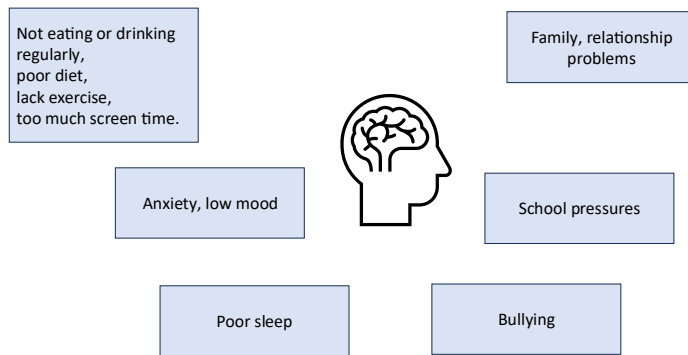 Not eating or drinking
regularly,
poor diet,
lack exercise,
too much screen time.
Family, relationship
problems
Anxiety, low mood
School pressures
Poor sleep
Bullying